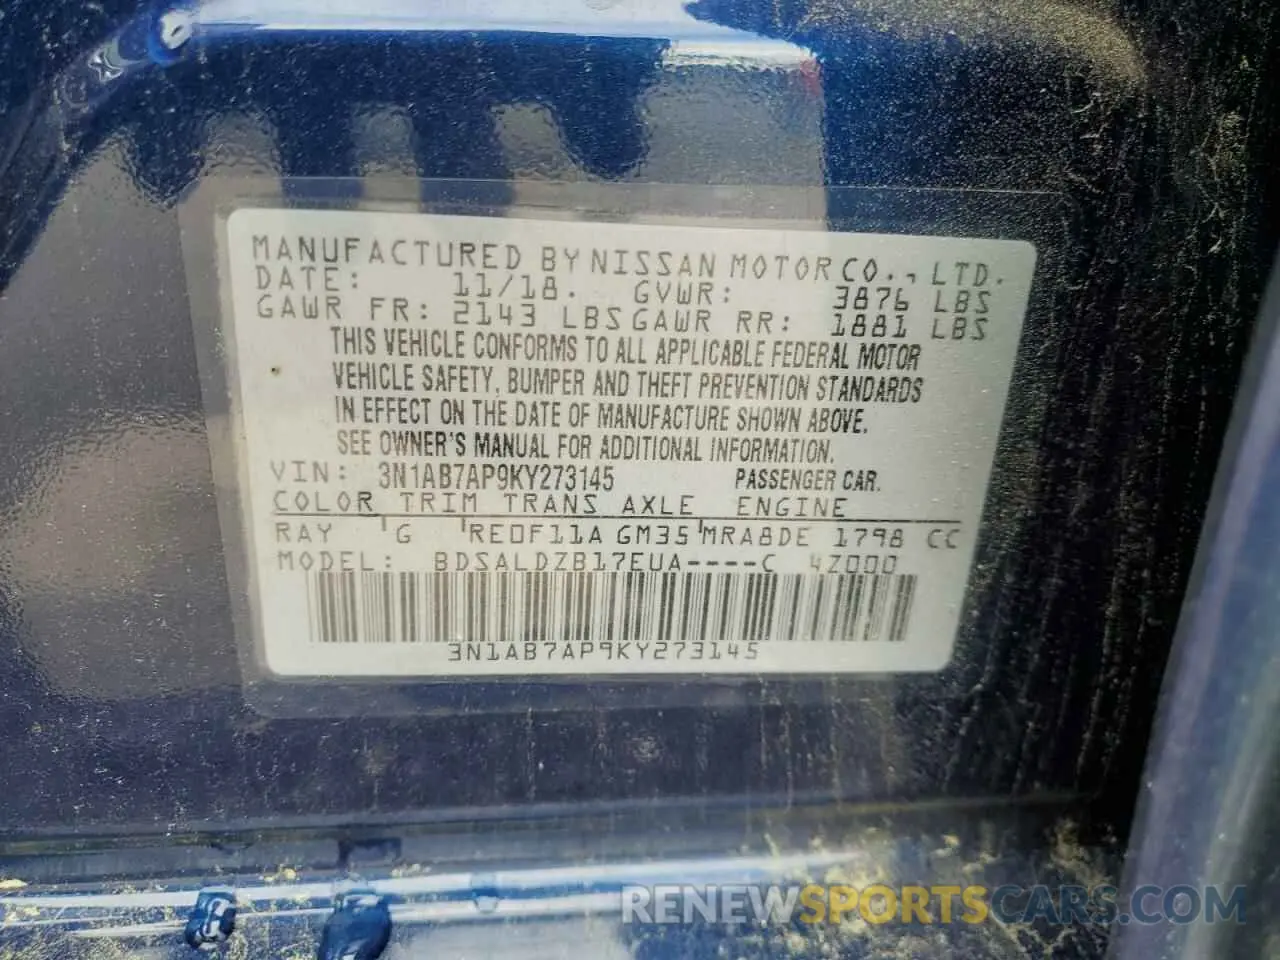 MANUFACTURED BY NISSAN MOTOR CO., LTD.
DATE: 11/18. GVWR: 3876 LBS
GAWR FR: 2143 LBS GAWR RR: 1881 LBS
THIS VEHICLE CONFORMS TO ALL APPLICABLE FEDERAL MOTOR
VEHICLE SAFETY, BUMPER AND THEFT PREVENTION STANDARDS
IN EFFECT ON THE DATE OF MANUFACTURE SHOWN ABOVE.
SEE OWNER'S MANUAL FOR ADDITIONAL INFORMATION.
VIN: 3N1AB7AP9KY273145 PASSENGER CAR.
COLOR TRIM TRANS AXLE ENGINE
RAY G RE0F11A GM35 MRA8DE 1798 CC
MODEL: BDSALDZB17EUA----C 4Z000
3N1AB7AP9KY273145
RENEWSPORTSCARS.COM